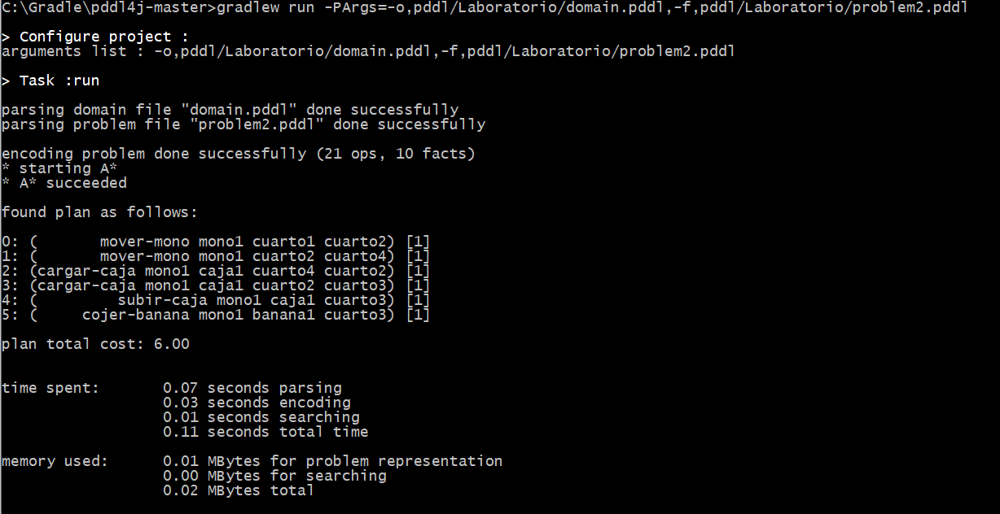 C:\Gradle\pddl4j-master>gradlew run -PArgs=-o,pddl/Laboratorio/domain.pddl,-f,pddl/Laboratorio/problem2.pddl
> Configure project :
arguments list : -o,pddl/Laboratorio/domain.pddl,-f,pddl/Laboratorio/problem2.pddl
> Task :run
parsing domain file "domain.pddl" done successfully
parsing problem file "problem2.pddl" done successfully
encoding problem done successfully (21 ops, 10 facts)
* starting A*
* A* succeeded
found plan as follows:
0: (       mover-mono mono1 cuarto1 cuarto2) [1]
1: (       mover-mono mono1 cuarto2 cuarto4) [1]
2: (cargar-caja mono1 caja1 cuarto4 cuarto2) [1]
3: (cargar-caja mono1 caja1 cuarto2 cuarto3) [1]
4: (         subir-caja mono1 caja1 cuarto3) [1]
5: (     cojer-banana mono1 banana1 cuarto3) [1]
plan total cost: 6.00
time spent:       0.07 seconds parsing
                  0.03 seconds encoding
                  0.01 seconds searching
                  0.11 seconds total time
memory used:      0.01 MBytes for problem representation
                  0.00 MBytes for searching
                  0.02 MBytes total